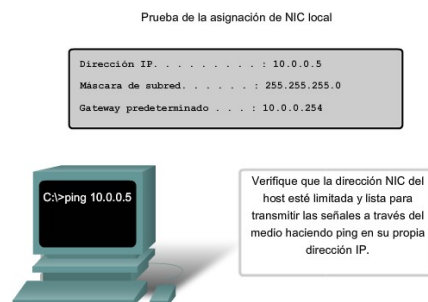 Prueba de la asignación de NIC local
Dirección IP. . . . . . . . . : 10.0.0.5
Máscara de subred. . . . . . : 255.255.255.0
Gateway predeterminado . . . : 10.0.0.254
C:\>ping 10.0.0.5
Verifique que la dirección NIC del
host esté limitada y lista para
transmitir las señales a través del
medio haciendo ping en su propia
dirección IP.